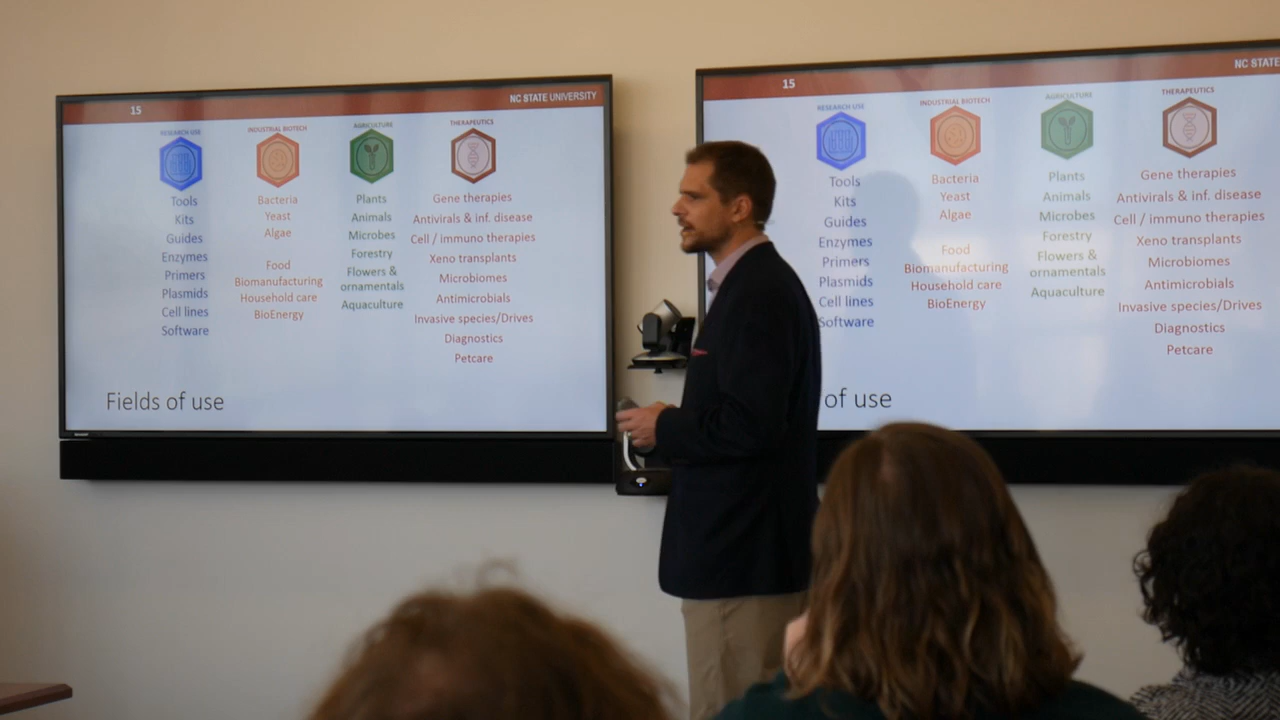 15
NC STATE UNIVERSITY
RESEARCH USE
Tools
Kits
Guides
Enzymes
Primers
Plasmids
Cell lines
Software
INDUSTRIAL BIOTECH
Bacteria
Yeast
Algae
Food
Biomanufacturing
Household care
BioEnergy
AGRICULTURE
Plants
Animals
Microbes
Forestry
Flowers &
ornamentals
Aquaculture
THERAPEUTICS
Gene therapies
Antivirals & inf. disease
Cell / immuno therapies
Xeno transplants
Microbiomes
Antimicrobials
Invasive species/Drives
Diagnostics
Petcare
Fields of use
15
NC STATE
RESEARCH USE
Tools
Kits
Guides
Enzymes
Primers
Plasmids
Cell lines
Software
INDUSTRIAL BIOTECH
Bacteria
Yeast
Algae
Food
Biomanufacturing
Household care
BioEnergy
AGRICULTURE
Plants
Animals
Microbes
Forestry
Flowers &
ornamentals
Aquaculture
THERAPEUTICS
Gene therapies
Antivirals & inf. disease
Cell / immuno therapies
Xeno transplants
Microbiomes
Antimicrobials
Invasive species/Drives
Diagnostics
Petcare
of use